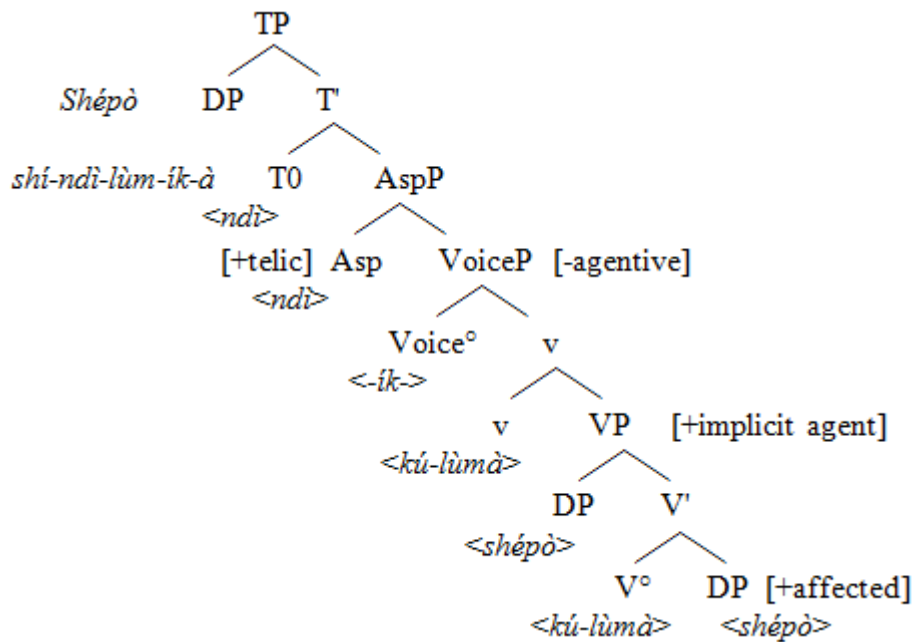 TP
Shépò DP T'
shí-ndì-lùm-ík-à T0 AspP
<ndì>
[+telic] Asp VoiceP [-agentive]
<ndì>
Voice° v
<-ík->
v VP [+implicit agent]
<kú-lùmà>
DP V'
<shépò>
V° DP [+affected]
<kú-lùmà> <shépò>